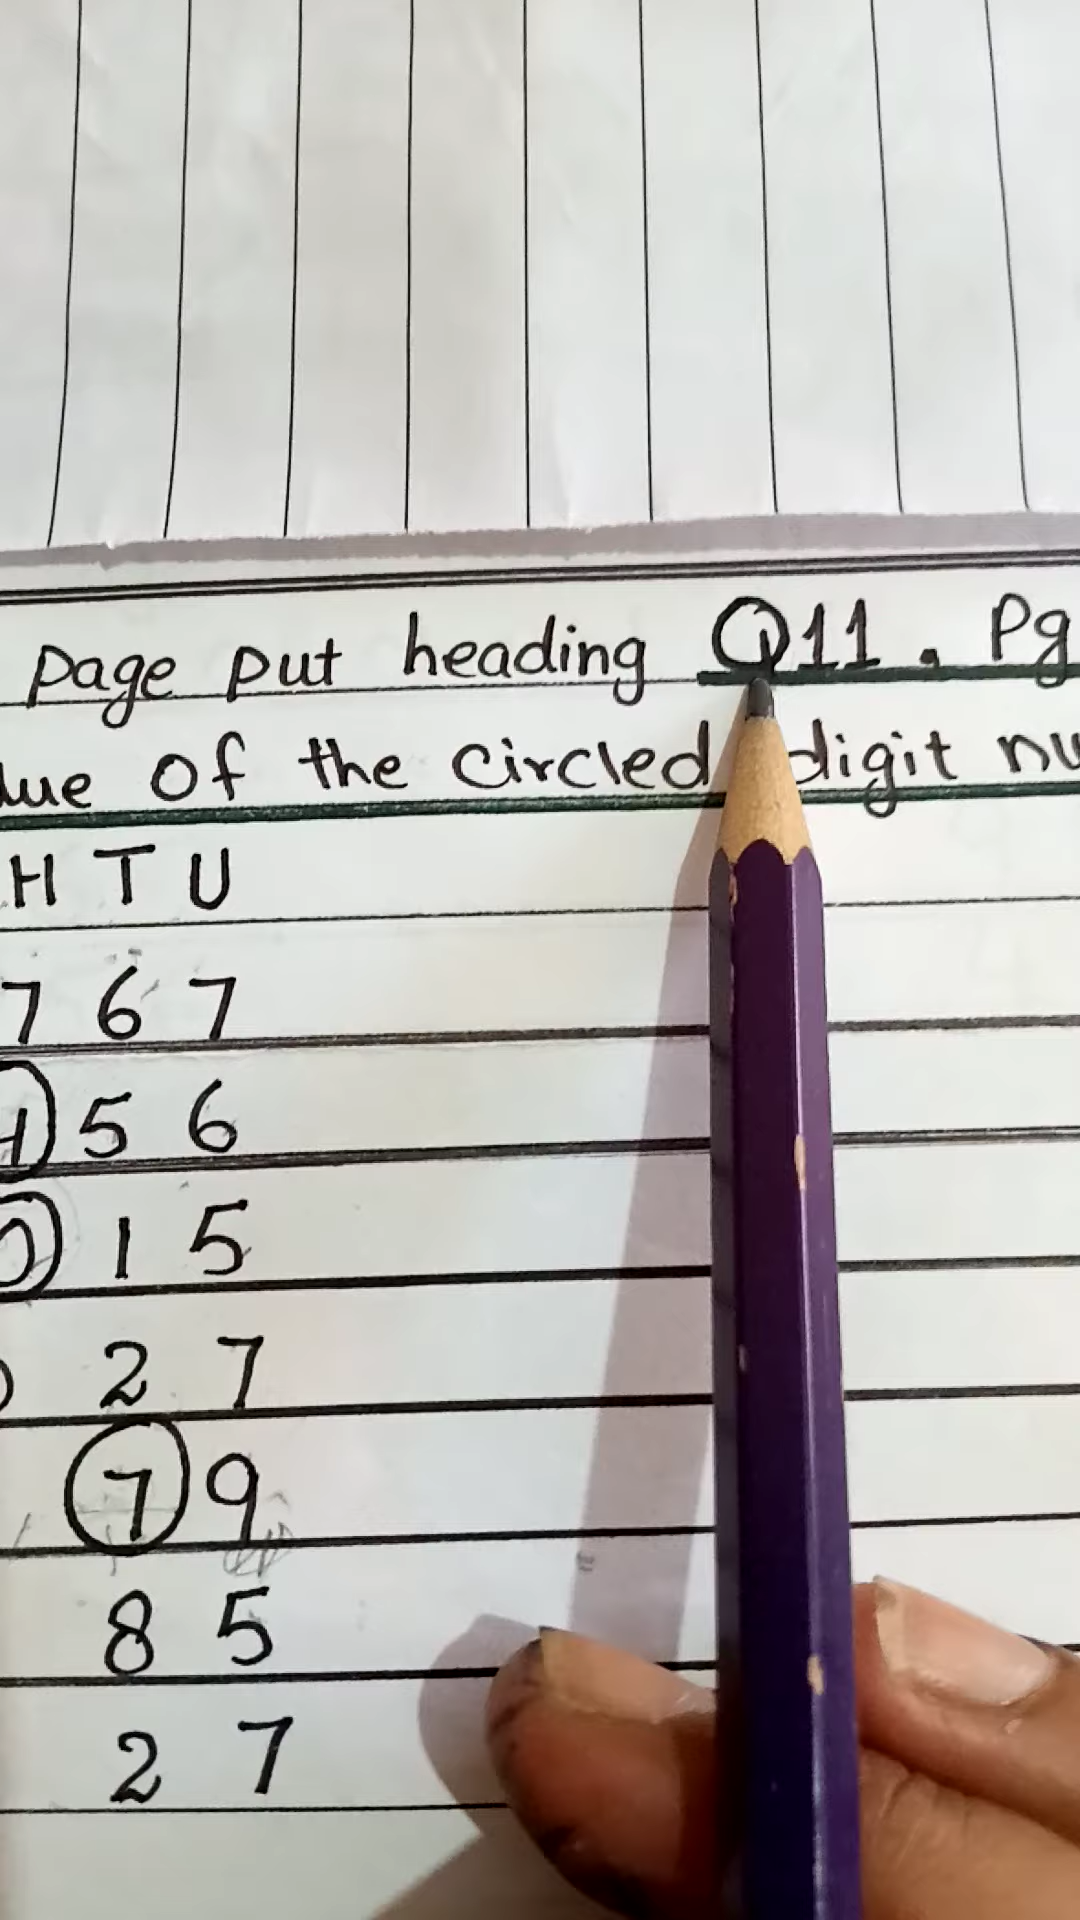 Page put heading Q11. Pg
of the circled digit
H T U
7 6 7
5 6
1 5
2 7
7 9
8 5
2 7